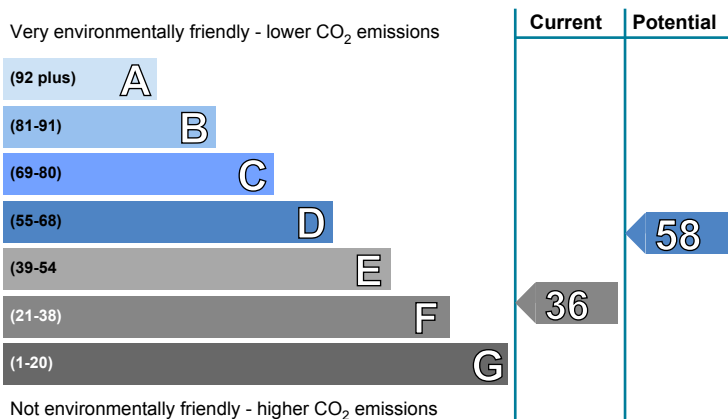 Current Potential
Very environmentally friendly - lower CO2 emissions
(92 plus) A
(81-91) B
(69-80) C
(55-68) D
58
(39-54 E
(21-38) F
36
(1-20) G
Not environmentally friendly - higher CO2 emissions